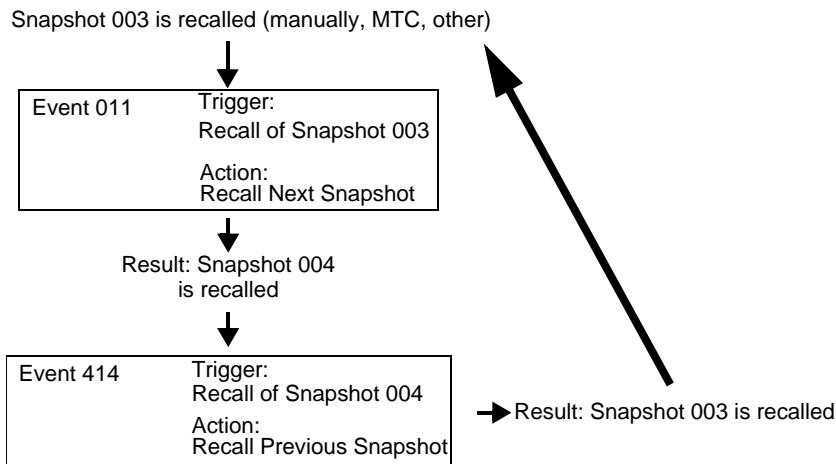 Snapshot 003 is recalled (manually, MTC, other)
Event 011
Trigger:
Recall of Snapshot 003
Action:
Recall Next Snapshot
Result: Snapshot 004
is recalled
Event 414
Trigger:
Recall of Snapshot 004
Action:
Recall Previous Snapshot
Result: Snapshot 003 is recalled